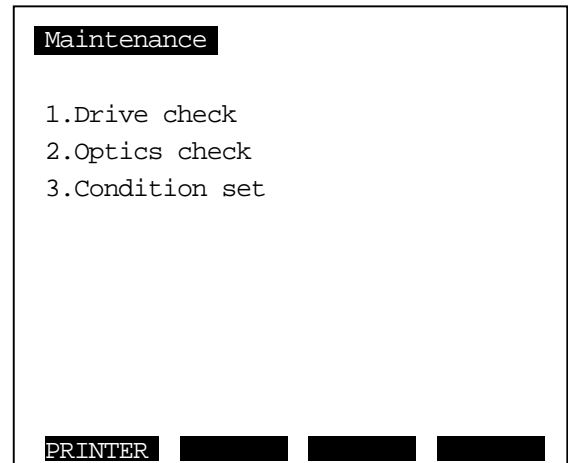 Maintenance
1.Drive check
2.Optics check
3.Condition set
PRINTER